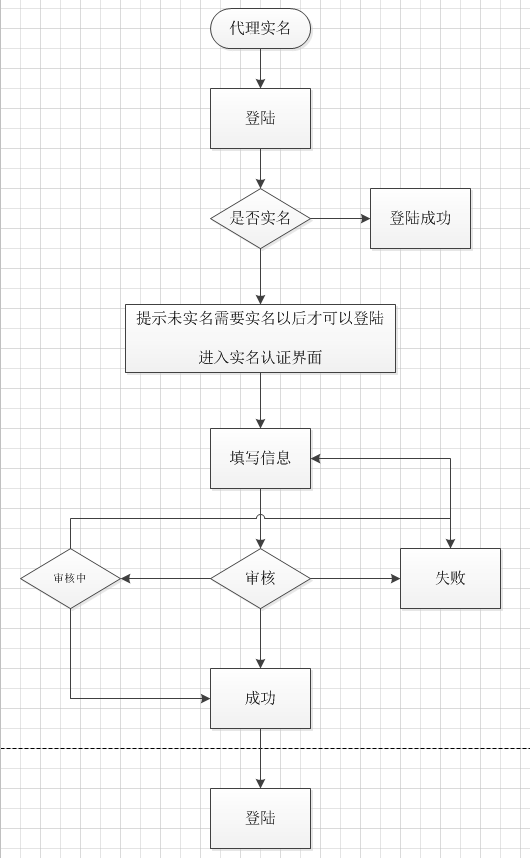 代理实名
登陆
是否实名
登陆成功
提示未实名需要实名以后才可以登陆
进入实名认证界面
填写信息
审核中
审核
失败
成功
登陆